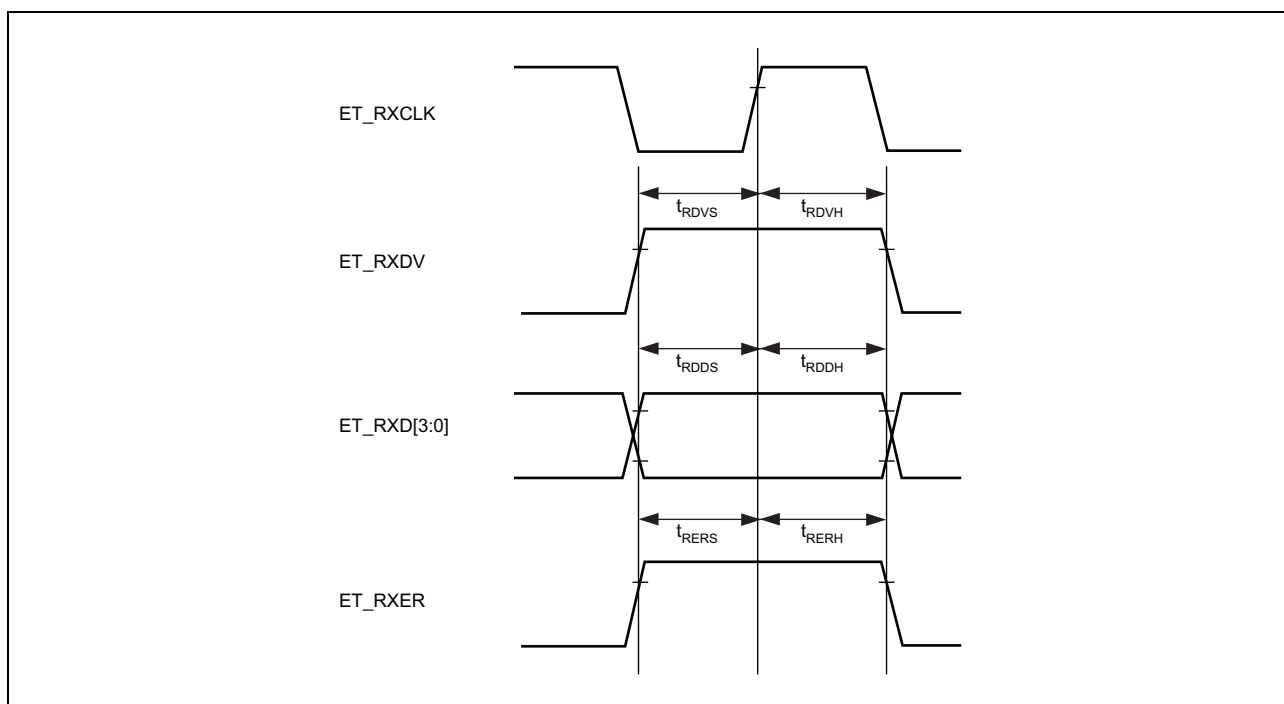 ET_RXCLK
tRDVS tRDVH
ET_RXDV
tRDDS tRDDH
ET_RXD[3:0]
tRERS tRERH
ET_RXER